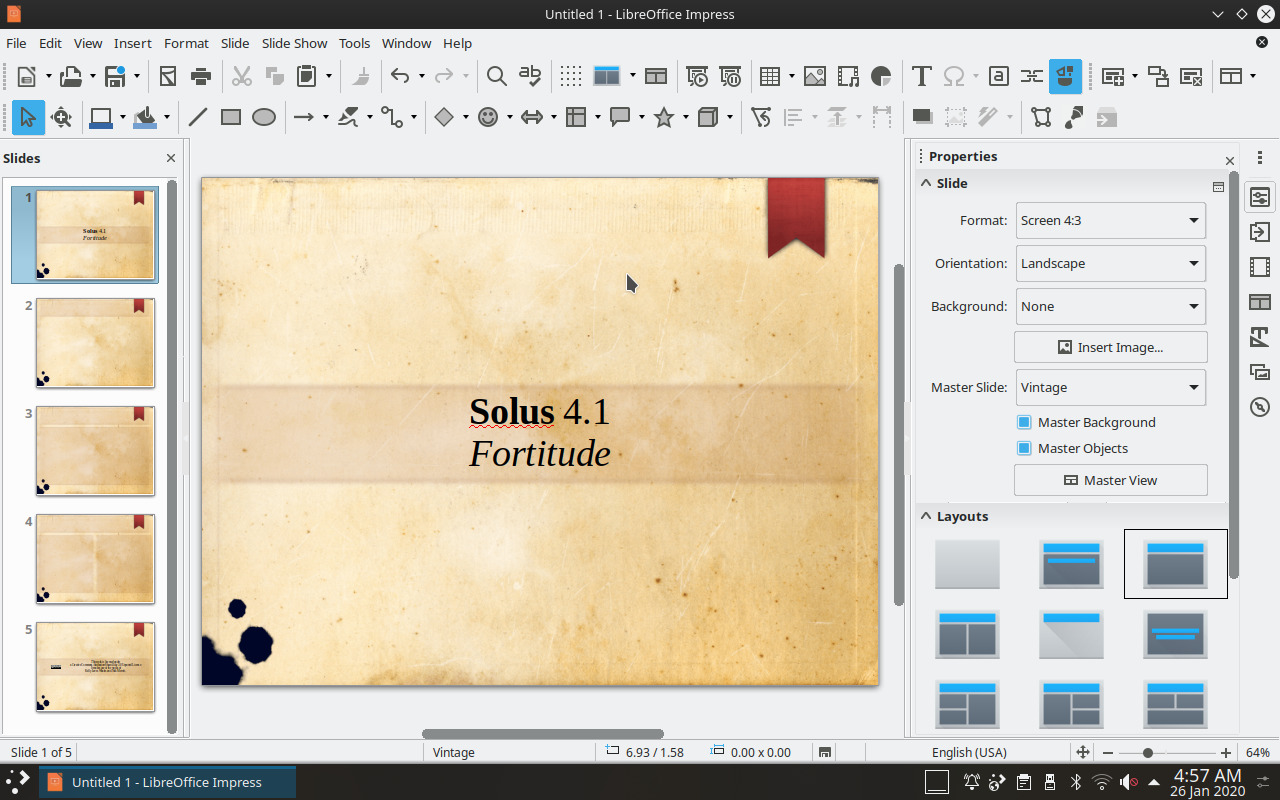 Untitled 1 - LibreOffice Impress
File Edit View Insert Format Slide Slide Show Tools Window Help
Slides
1
Solus 4.1
Fortitude
2
3
4
5
Solus 4.1
Fortitude
Properties
Slide
Format: Screen 4:3
Orientation: Landscape
Background: None
Insert Image...
Master Slide: Vintage
Master Background
Master Objects
Master View
Layouts
Slide 1 of 5 Vintage 6.93 / 1.58 0.00 x 0.00 English (USA) 64%
Untitled 1 - LibreOffice Impress
4:57 AM
26 Jan 2020